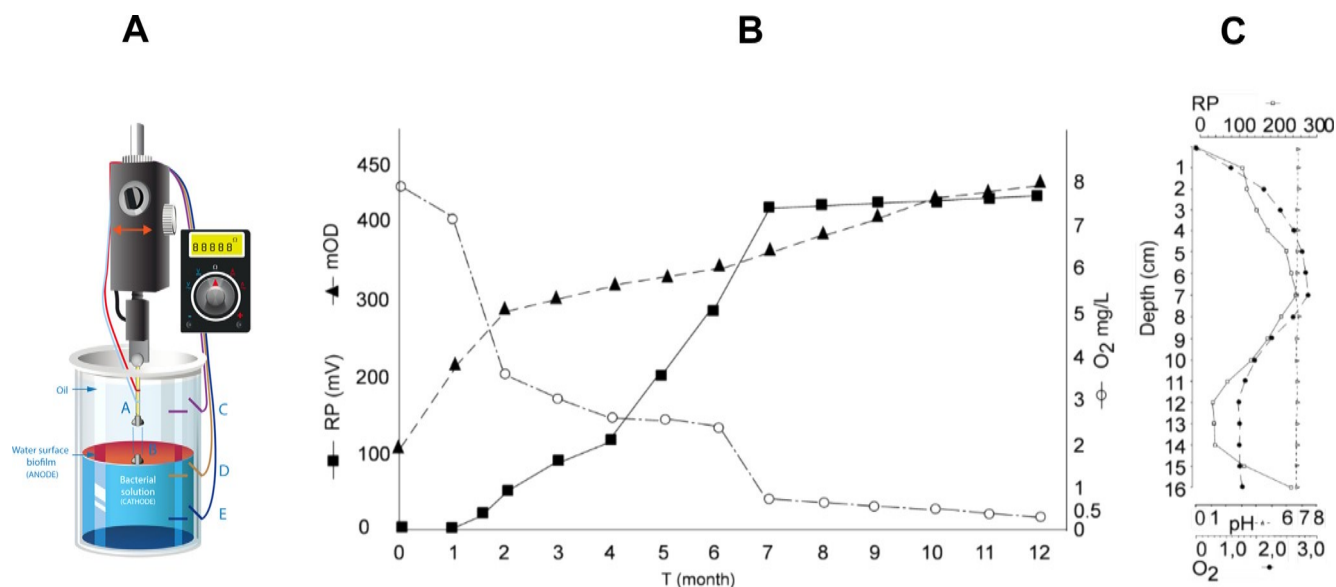 A
B
C
88888 Ω
Ω
Oil
A
C
Water surface
biofilm
(ANODE)
B
D
Bacterial
solution
(CATHODE)
E
RP (mV)
mOD
450
400
300
200
100
0
0 1 2 3 4 5 6 7 8 9 10 11 12
T (month)
8
7
6
5
4
3
2
1
0.5
0
O2 mg/L
RP
0 100 200 300
Depth (cm)
1
2
3
4
5
6
7
8
9
10
11
12
13
14
15
16
0 1 6 7 8
pH
0 1,0 2,0 3,0
O2